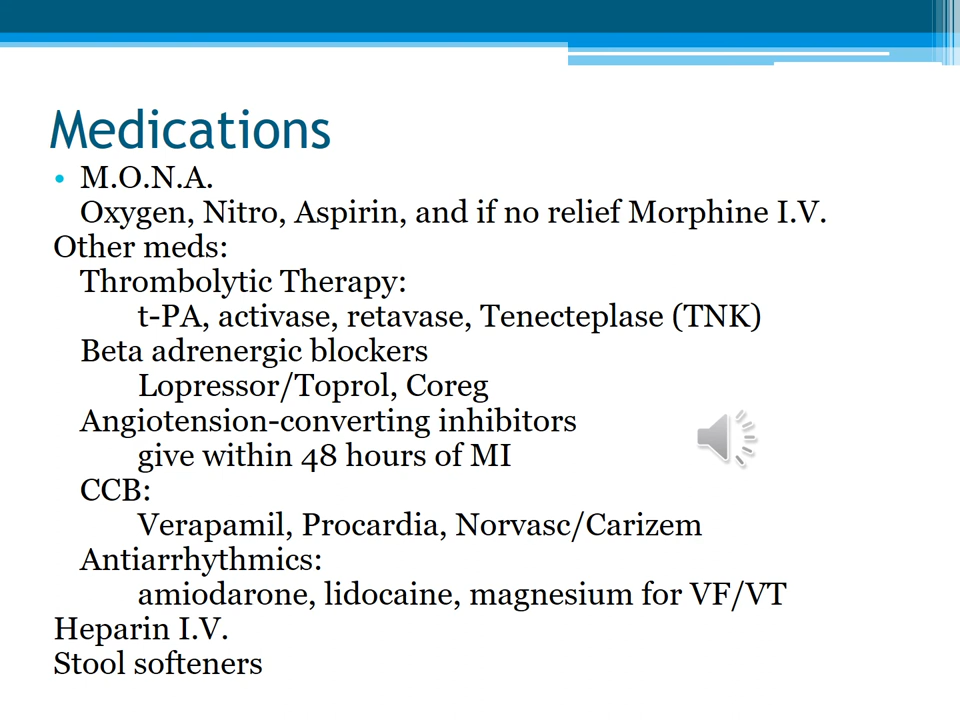 Medications
• M.O.N.A.
Oxygen, Nitro, Aspirin, and if no relief Morphine I.V.
Other meds:
Thrombolytic Therapy:
t-PA, activase, retavase, Tenecteplase (TNK)
Beta adrenergic blockers
Lopressor/Toprol, Coreg
Angiotension-converting inhibitors
give within 48 hours of MI
CCB:
Verapamil, Procardia, Norvasc/Carizem
Antiarrhythmics:
amiodarone, lidocaine, magnesium for VF/VT
Heparin I.V.
Stool softeners